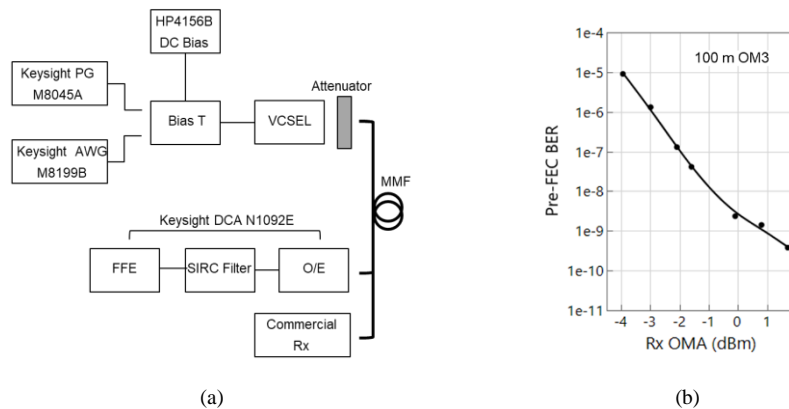 HP4156B
DC Bias
Keysight PG
M8045A
Attenuator
Bias T
VCSEL
Keysight AWG
M8199B
MMF
Keysight DCA N1092E
FFE
SIRC Filter
O/E
Commercial
Rx
(a)
Pre-FEC BER
1e-4
1e-5
1e-6
1e-7
1e-8
1e-9
1e-10
1e-11
100 m OM3
-4 -3 -2 -1 0 1
Rx OMA (dBm)
(b)